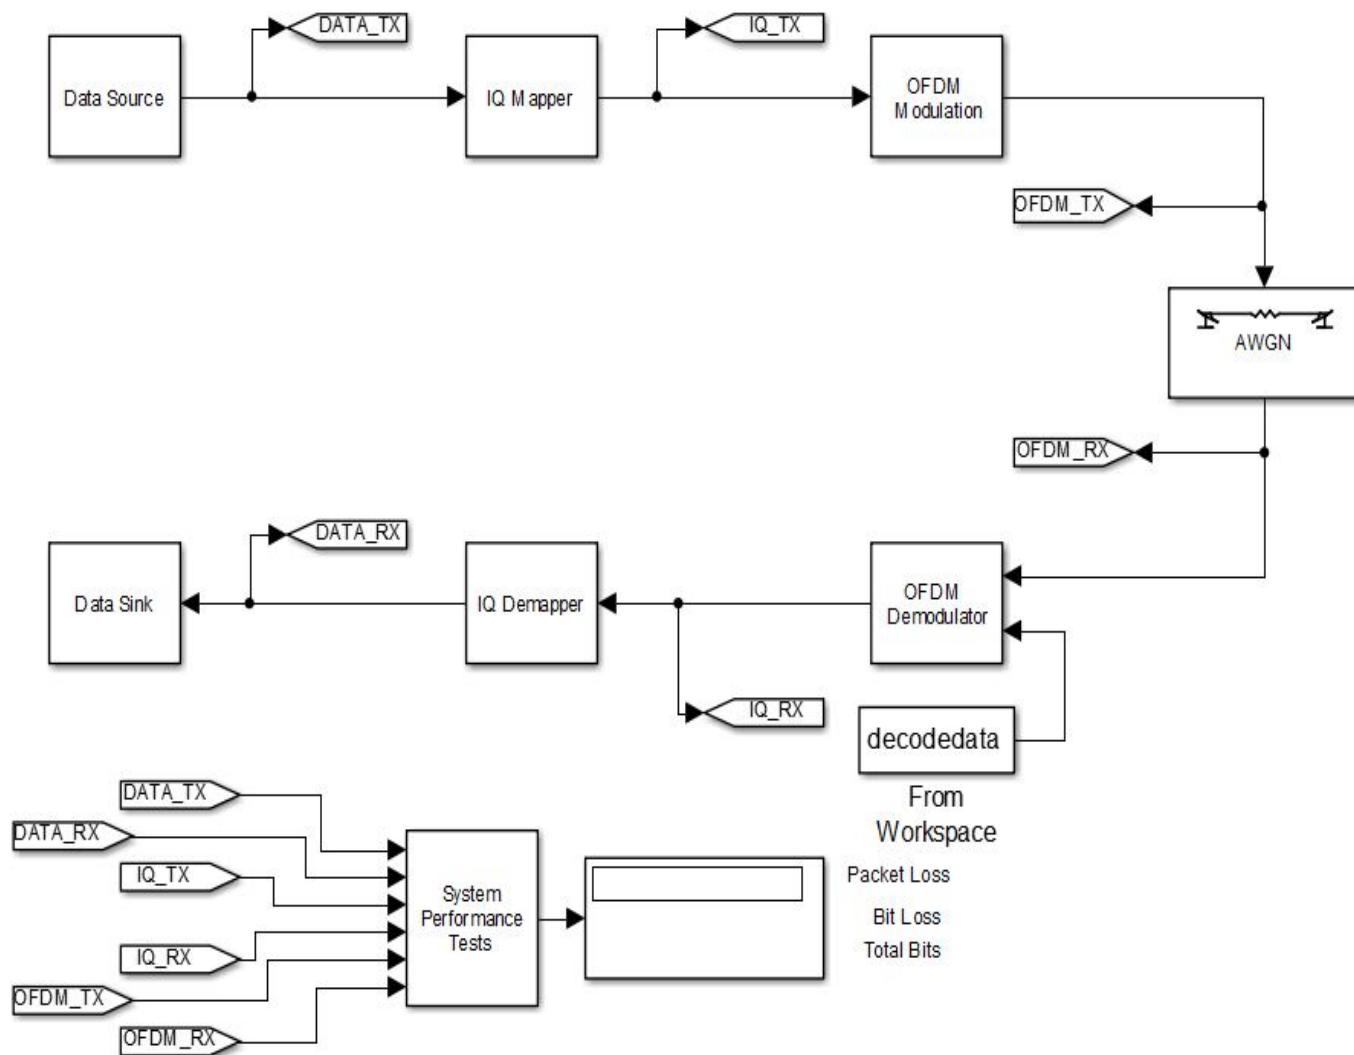 DATA_TX
IQ_TX
Data Source
IQ Mapper
OFDM
Modulation
OFDM_TX
AWGN
OFDM_RX
DATA_RX
Data Sink
IQ Demapper
OFDM
Demodulator
IQ_RX
decodedata
From
Workspace
DATA_TX
DATA_RX
IQ_TX
IQ_RX
OFDM_TX
OFDM_RX
System
Performance
Tests
Packet Loss
Bit Loss
Total Bits